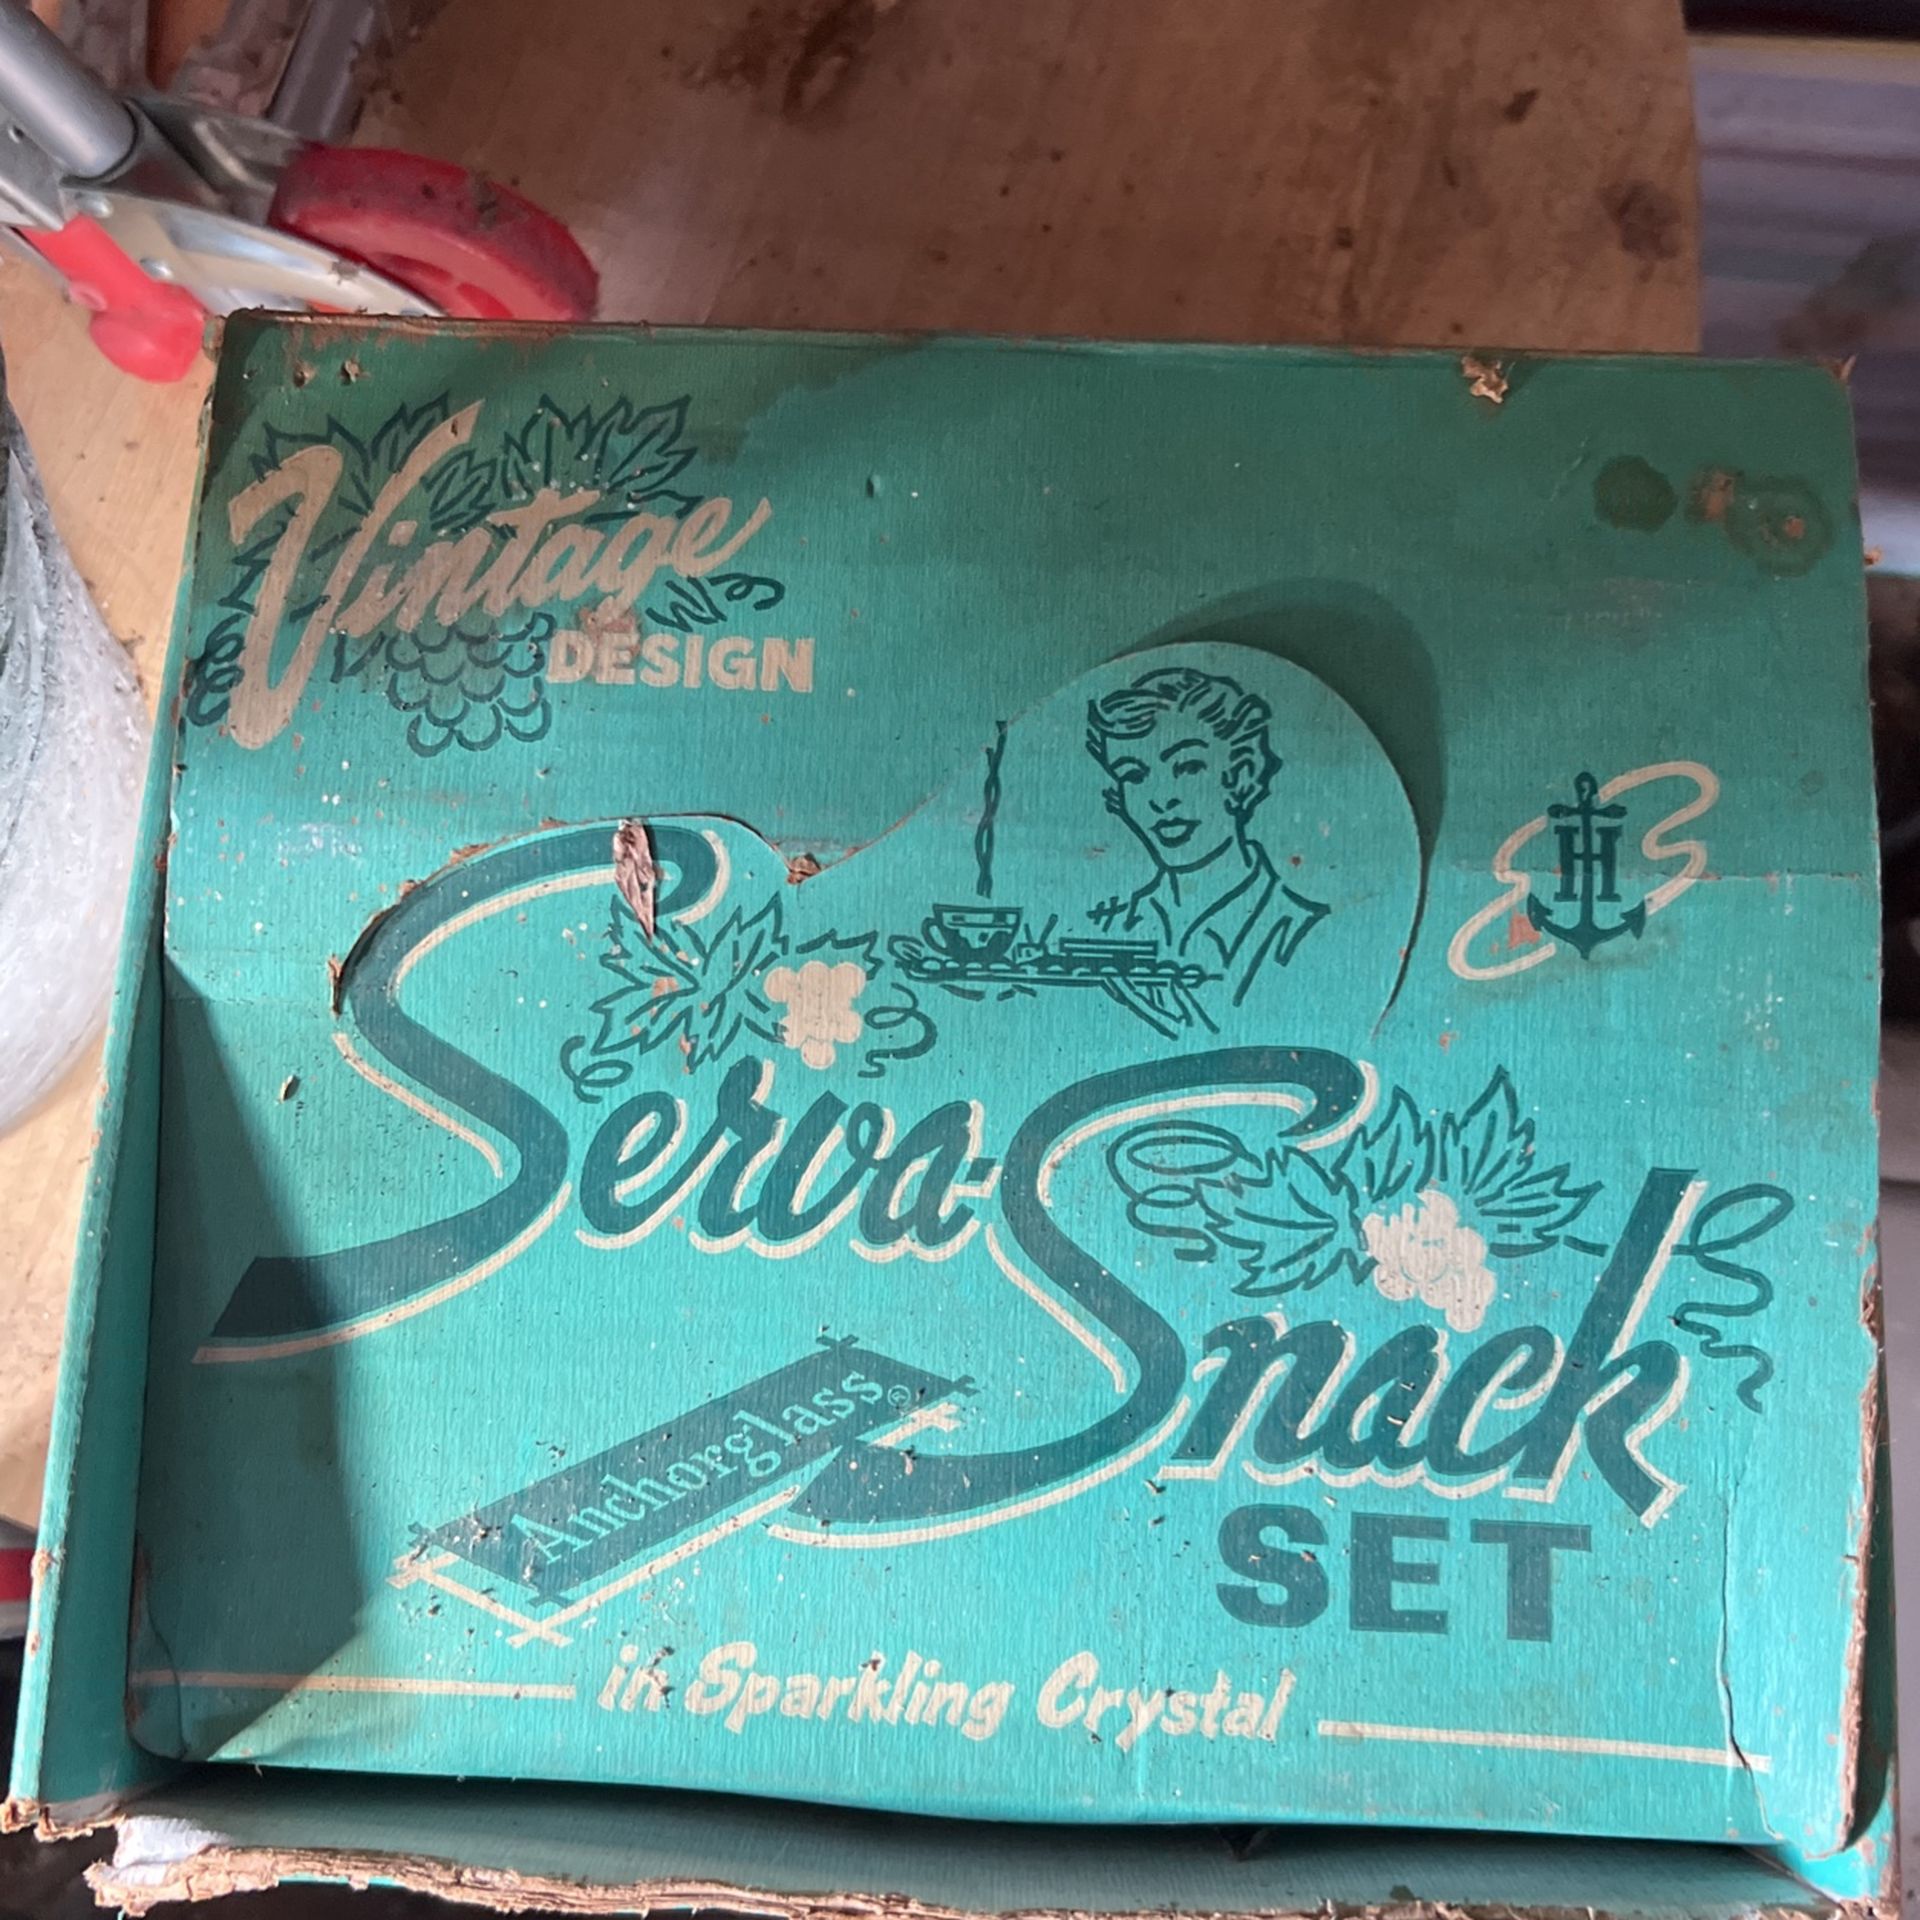 Vintage
DESIGN
H
Serva-
Snack
SET
Anchorglass®
in Sparkling Crystal